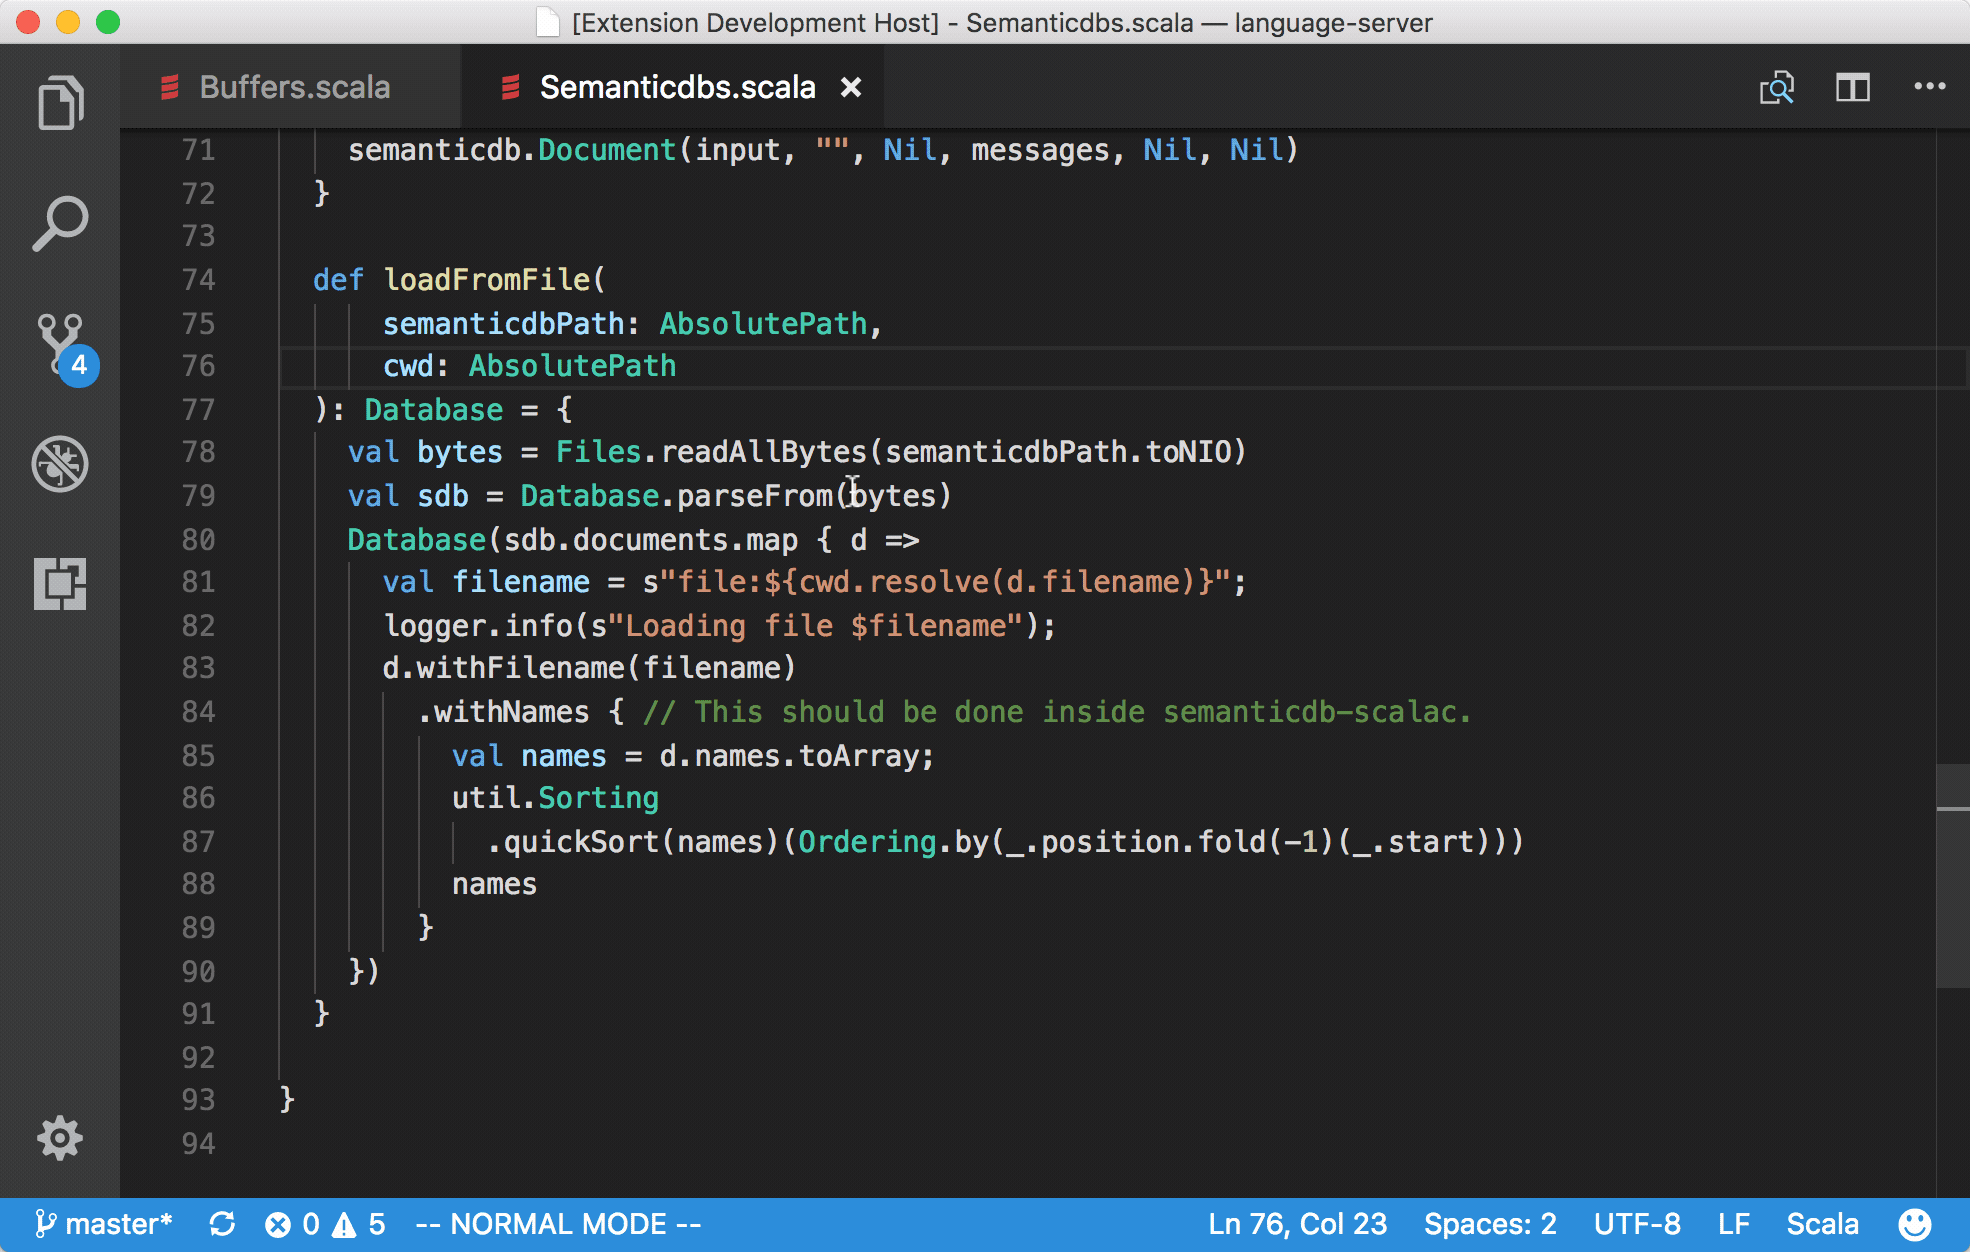 [Extension Development Host] - Semanticdbs.scala — language-server
Buffers.scala Semanticdbs.scala
71 semanticdb.Document(input, "", Nil, messages, Nil, Nil)
72 }
73
74 def loadFromFile(
75 semanticdbPath: AbsolutePath,
76 cwd: AbsolutePath
77 ): Database = {
78 val bytes = Files.readAllBytes(semanticdbPath.toNIO)
79 val sdb = Database.parseFrom(bytes)
80 Database(sdb.documents.map { d =>
81 val filename = s"file:${cwd.resolve(d.filename)}";
82 logger.info(s"Loading file $filename");
83 d.withFilename(filename)
84 .withNames { // This should be done inside semanticdb-scalac.
85 val names = d.names.toArray;
86 util.Sorting
87 .quickSort(names)(Ordering.by(_.position.fold(-1)(_.start)))
88 names
89 }
90 })
91 }
92
93 }
94
4
master* 0 5 -- NORMAL MODE -- Ln 76, Col 23 Spaces: 2 UTF-8 LF Scala